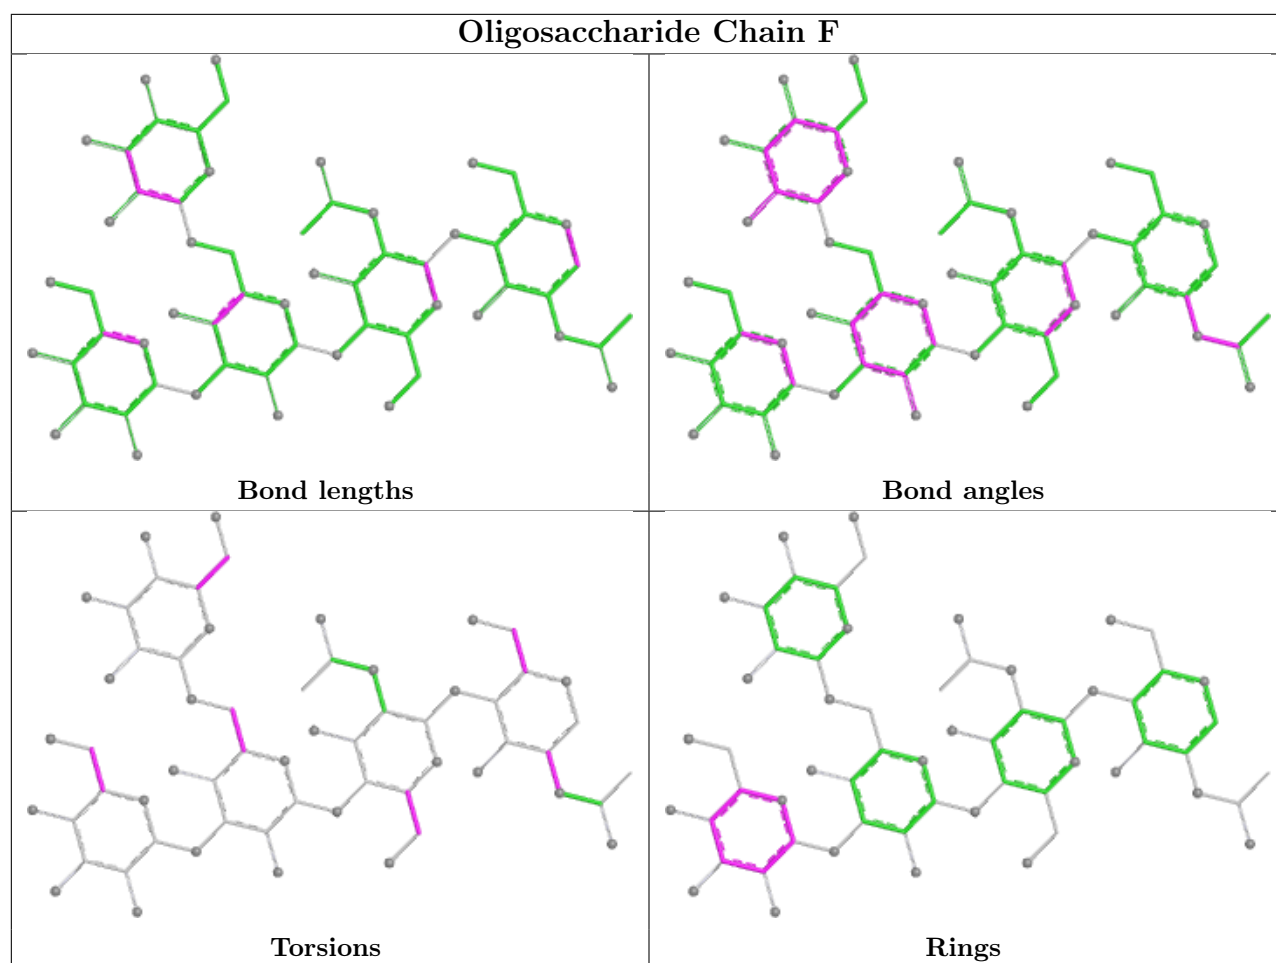 Oligosaccharide Chain F
Bond lengths
Bond angles
Torsions
Rings